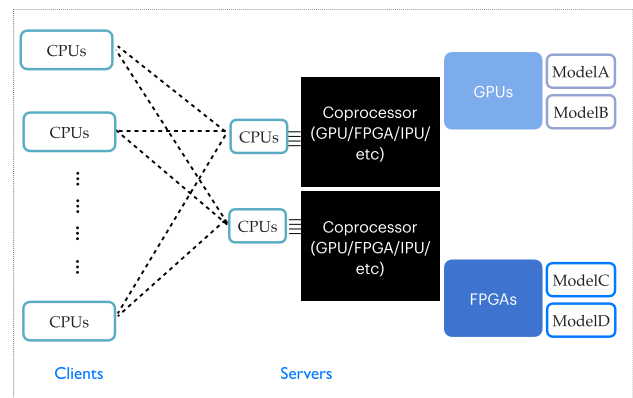 CPUs
CPUs
CPUs
Clients
CPUs
CPUs
Servers
Coprocessor
(GPU/FPGA/IPU/
etc)
Coprocessor
(GPU/FPGA/IPU/
etc)
GPUs
ModelA
ModelB
FPGAs
ModelC
ModelD